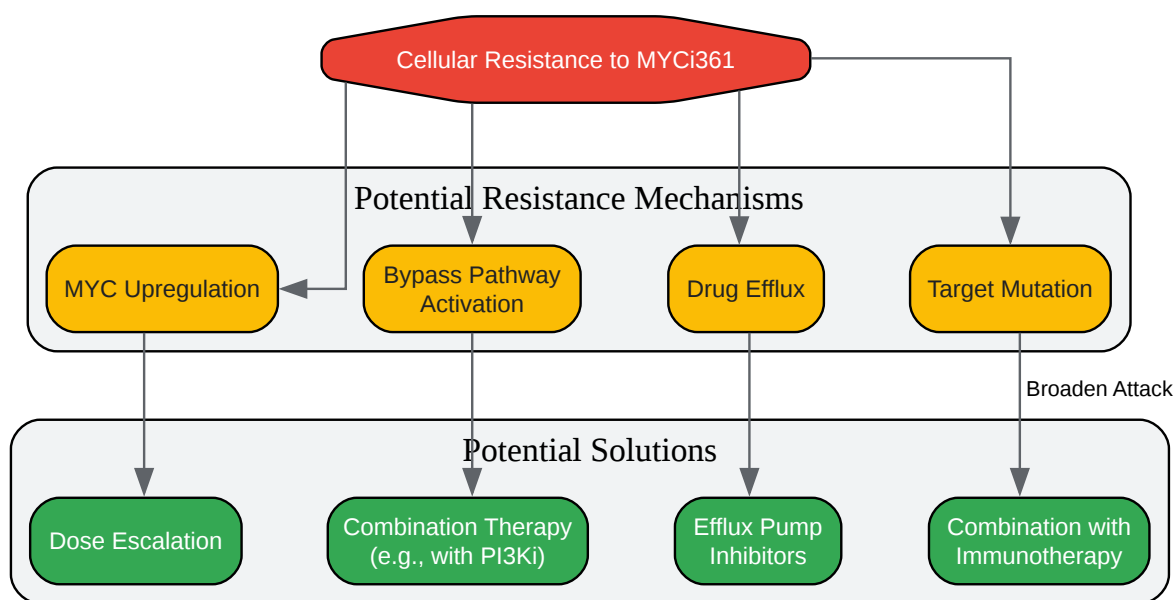 Cellular Resistance to MYCi361
Potential Resistance Mechanisms
MYC Upregulation
Bypass Pathway
Activation
Drug Efflux
Target Mutation
Broaden Attack
Potential Solutions
Dose Escalation
Combination Therapy
(e.g., with PI3Ki)
Efflux Pump
Inhibitors
Combination with
Immunotherapy